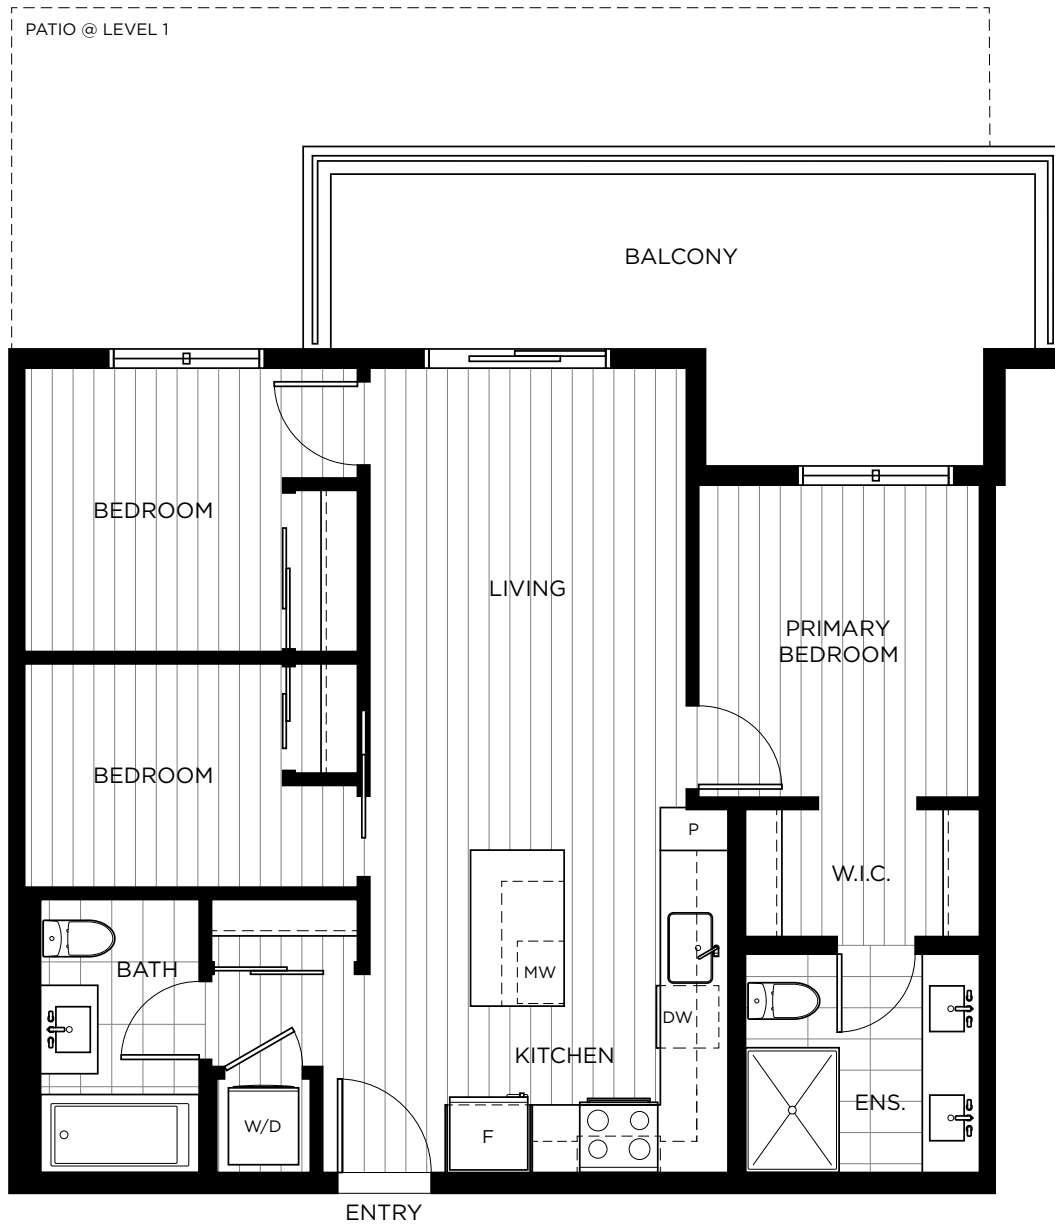 PATIO @ LEVEL 1
BALCONY
BEDROOM
LIVING
PRIMARY
BEDROOM
BEDROOM
P
W.I.C.
BATH
MW
DW
KITCHEN
ENS.
W/D
F
ENTRY